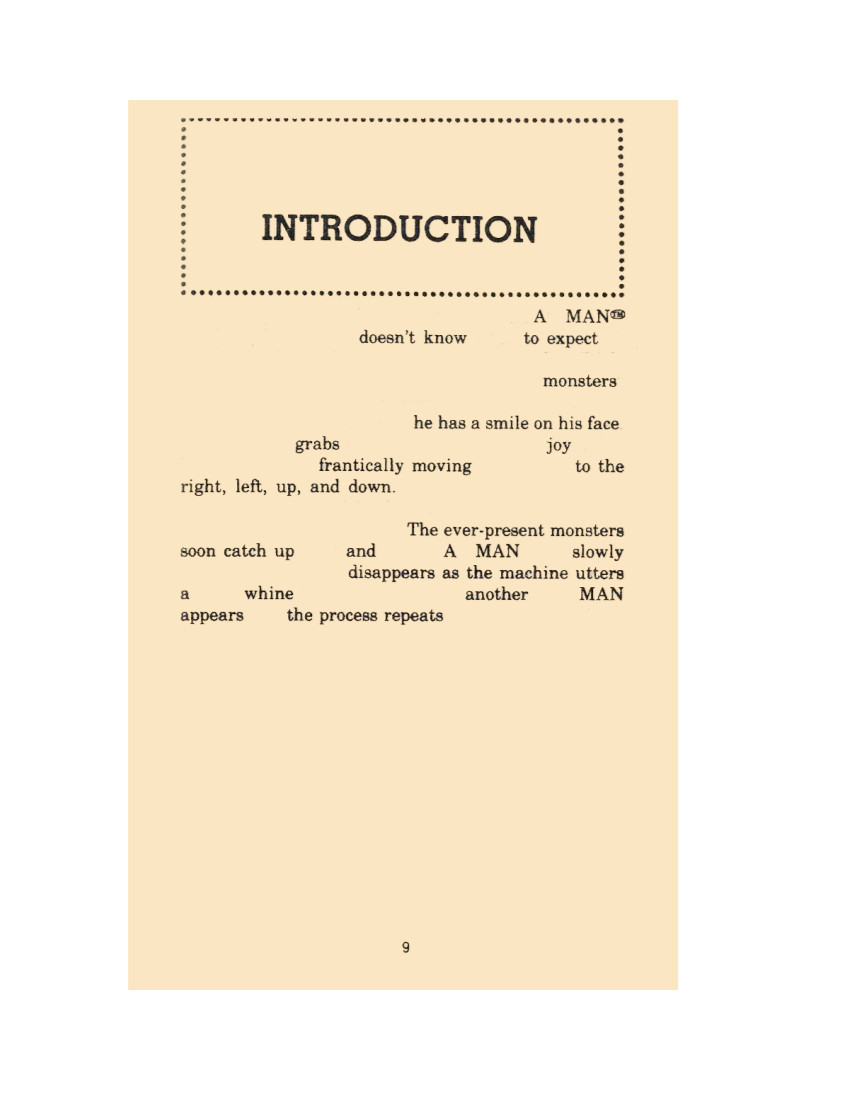 INTRODUCTION
A MAN™
doesn't know to expect
monsters
he has a smile on his face
grabs joy
frantically moving to the
right, left, up, and down.
The ever-present monsters
soon catch up and A MAN slowly
disappears as the machine utters
a whine another MAN
appears the process repeats
9